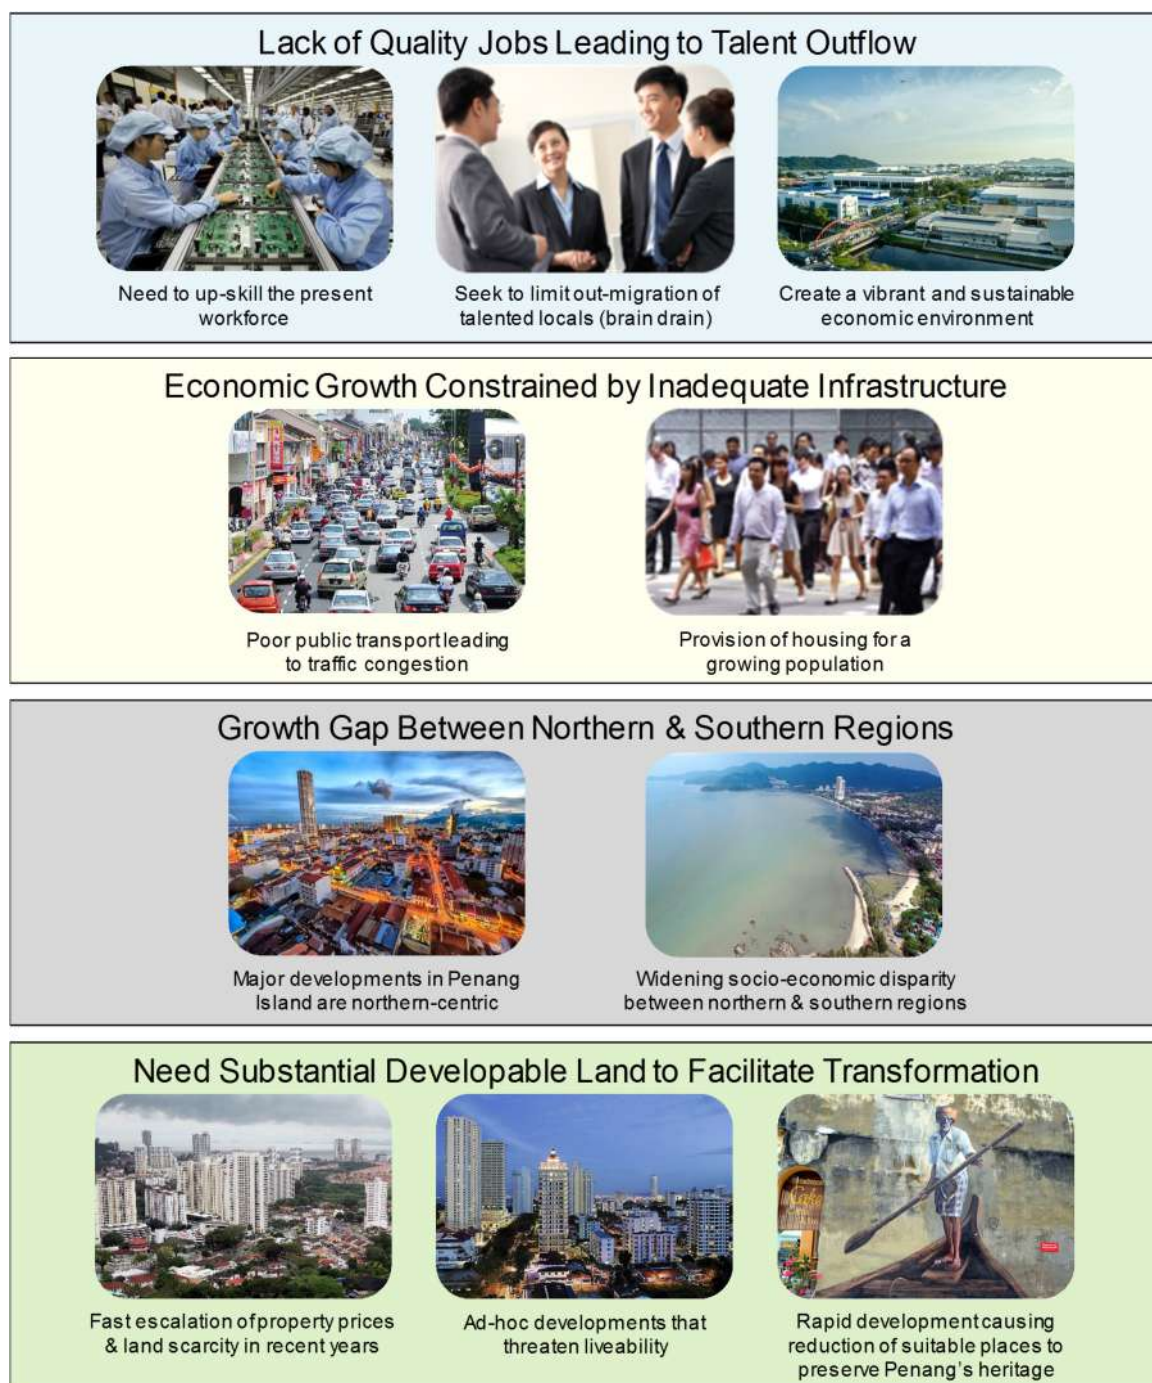 Lack of Quality Jobs Leading to Talent Outflow
Need to up-skill the present
workforce
Seek to limit out-migration of
talented locals (brain drain)
Create a vibrant and sustainable
economic environment
Economic Growth Constrained by Inadequate Infrastructure
Poor public transport leading
to traffic congestion
Provision of housing for a
growing population
Growth Gap Between Northern & Southern Regions
Major developments in Penang
Island are northern-centric
Widening socio-economic disparity
between northern & southern regions
Need Substantial Developable Land to Facilitate Transformation
Fast escalation of property prices
& land scarcity in recent years
Ad-hoc developments that
threaten liveability
Rapid development causing
reduction of suitable places to
preserve Penang's heritage